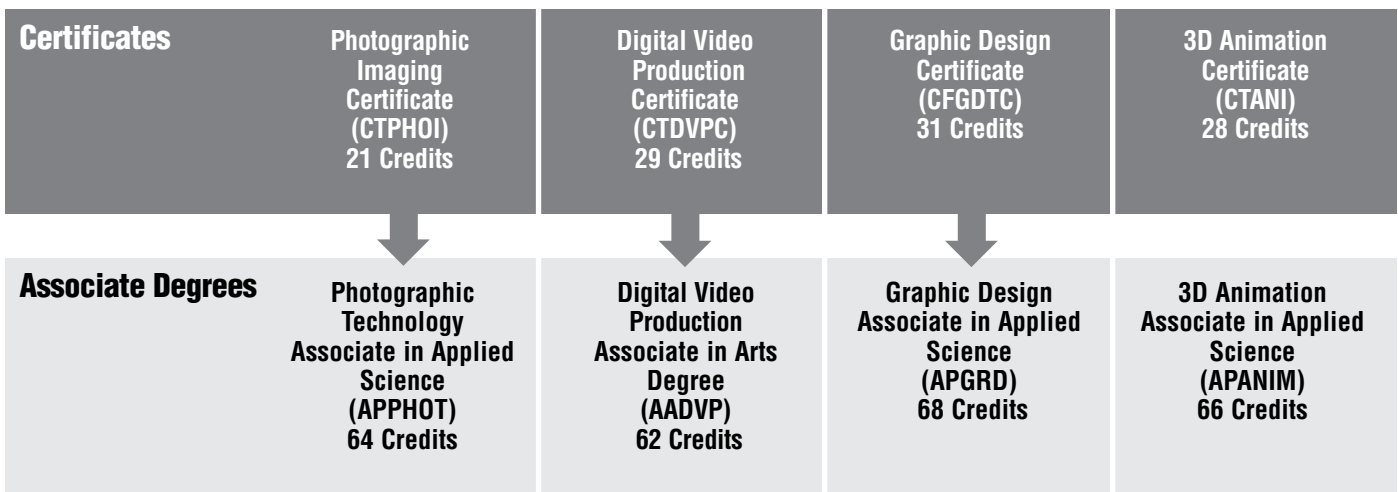 Certificates
Photographic
Imaging
Certificate
(CTPHOI)
21 Credits
Digital Video
Production
Certificate
(CTDVPC)
29 Credits
Graphic Design
Certificate
(CFGDTC)
31 Credits
3D Animation
Certificate
(CTANI)
28 Credits
Associate Degrees
Photographic
Technology
Associate in Applied
Science
(APPHOT)
64 Credits
Digital Video
Production
Associate in Arts
Degree
(AADVP)
62 Credits
Graphic Design
Associate in Applied
Science
(APGRD)
68 Credits
3D Animation
Associate in Applied
Science
(APANIM)
66 Credits